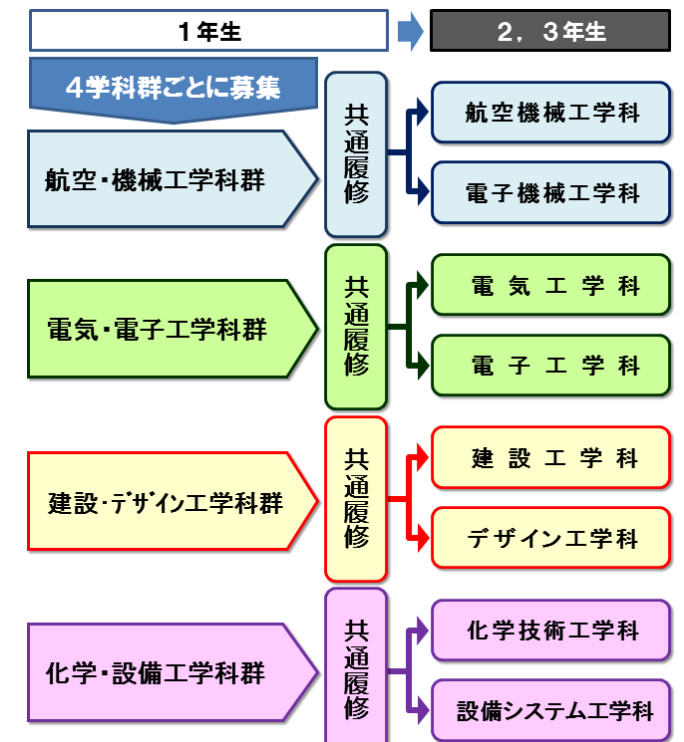 1年生
2，3年生
4学科群ごとに募集
航空・機械工学科群
共通履修
航空機械工学科
電子機械工学科
電気・電子工学科群
共通履修
電気工学科
電子工学科
建設・ﾃﾞｻﾞｲﾝ工学科群
共通履修
建設工学科
デザイン工学科
化学・設備工学科群
共通履修
化学技術工学科
設備システム工学科